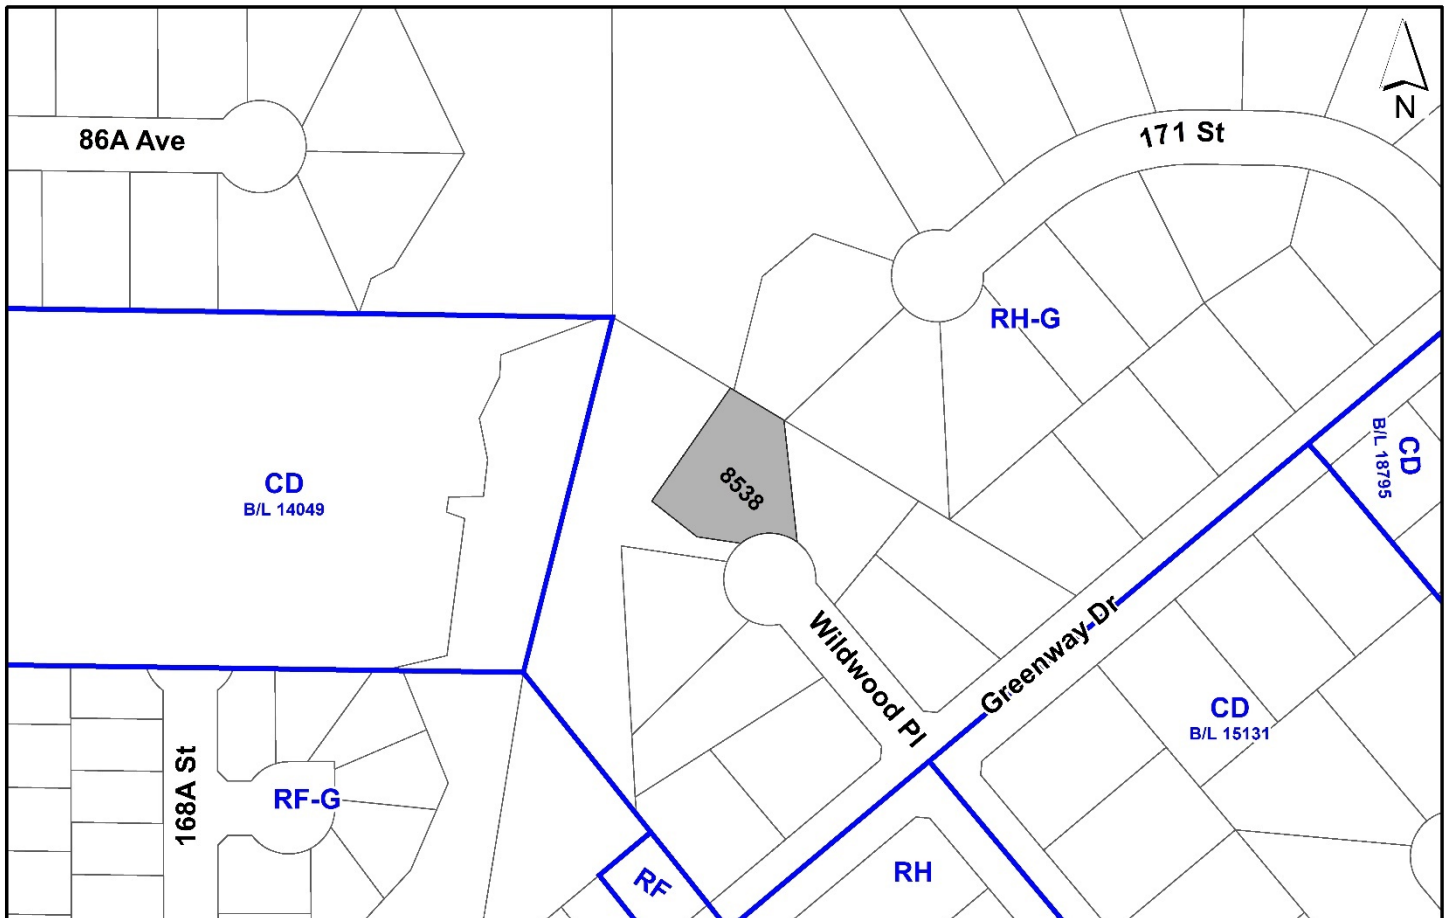 N
86A Ave
171 St
RH-G
CD
B/L 18795
CD
B/L 14049
8538
Wildwood Pl
Greenway Dr
CD
B/L 15131
168A St
RF-G
RF
RH